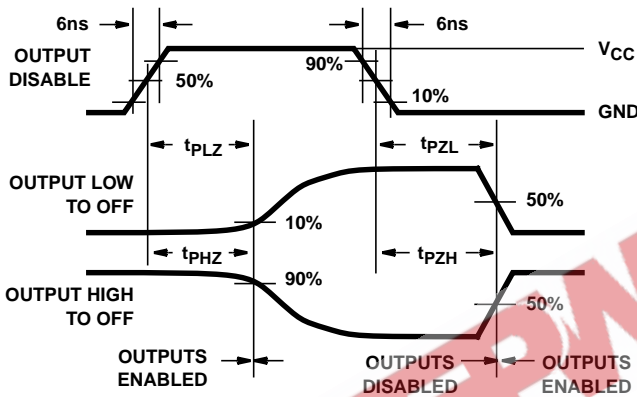 6ns
6ns
OUTPUT
DISABLE
50%
90%
10%
VCC
GND
tPLZ
tPZL
OUTPUT LOW
TO OFF
10%
50%
tPHZ
tPZH
OUTPUT HIGH
TO OFF
90%
50%
OUTPUTS
ENABLED
OUTPUTS
DISABLED
OUTPUTS
ENABLED